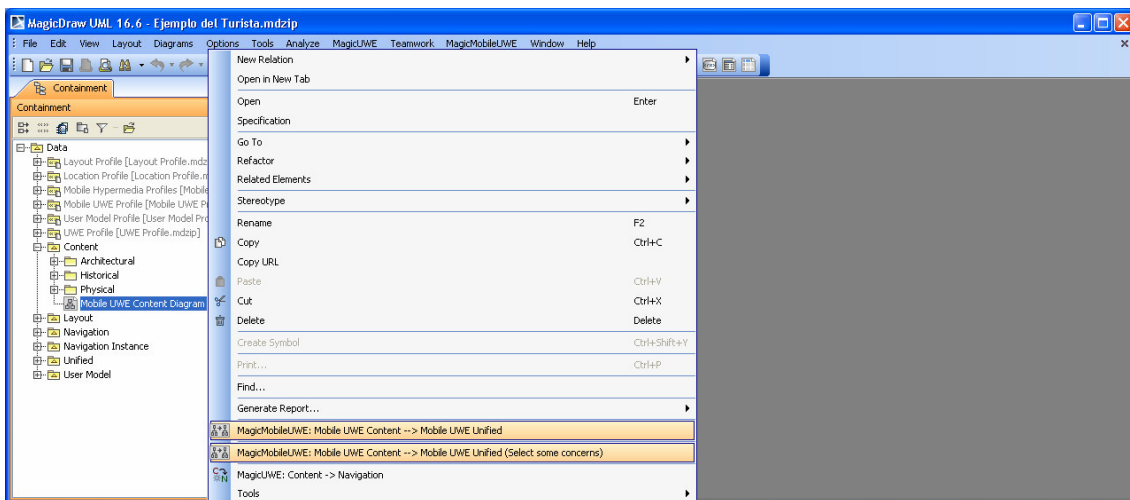 MagicDraw UML 16.6 - Ejemplo del Turista.mdzip
File Edit View Layout Diagrams Options Tools Analyze MagicUWE Teamwork MagicMobileUWE Window Help
Containment
Containment
Data
Layout Profile [Layout Profile.mdz
Location Profile [Location Profile.m
Mobile Hypermedia Profiles [Mobile
Mobile UWE Profile [Mobile UWE P
User Model Profile [User Model Pro
UWE Profile [UWE Profile.mdzip]
Content
Architectural
Historical
Physical
Mobile UWE Content Diagram
Layout
Navigation
Navigation Instance
Unified
User Model
New Relation
Open in New Tab
Open Enter
Specification
Go To
Refactor
Related Elements
Stereotype
Rename F2
Copy Ctrl+C
Copy URL
Paste Ctrl+V
Cut Ctrl+X
Delete Delete
Create Symbol Ctrl+Shift+Y
Print... Ctrl+P
Find...
Generate Report...
MagicMobileUWE: Mobile UWE Content --> Mobile UWE Unified
MagicMobileUWE: Mobile UWE Content --> Mobile UWE Unified (Select some concerns)
MagicUWE: Content -> Navigation
Tools